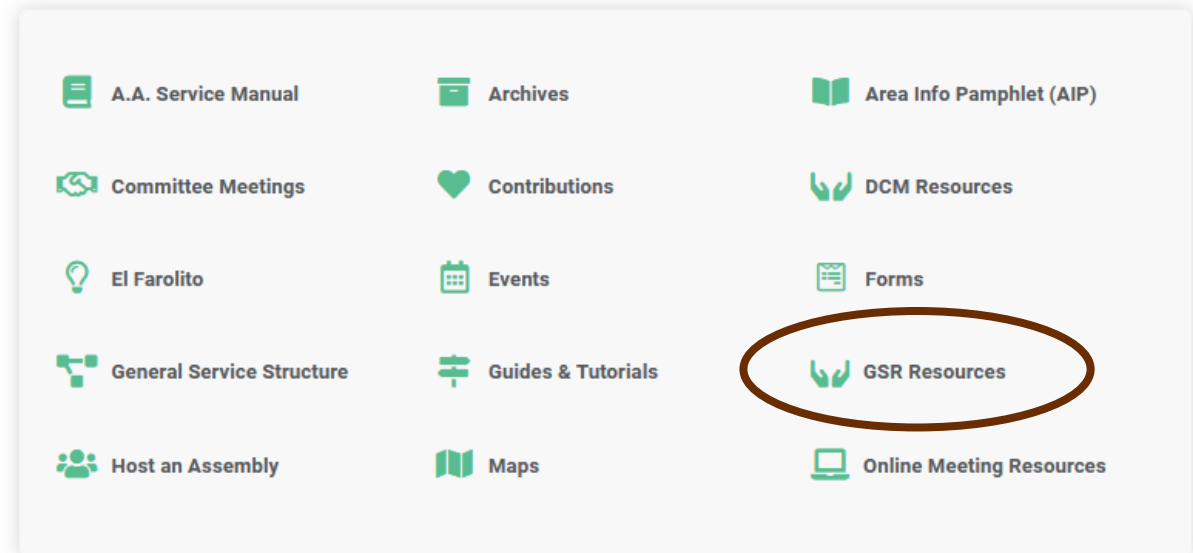 A.A. Service Manual
Archives
Area Info Pamphlet (AIP)
Committee Meetings
Contributions
DCM Resources
El Farolito
Events
Forms
General Service Structure
Guides & Tutorials
GSR Resources
Host an Assembly
Maps
Online Meeting Resources